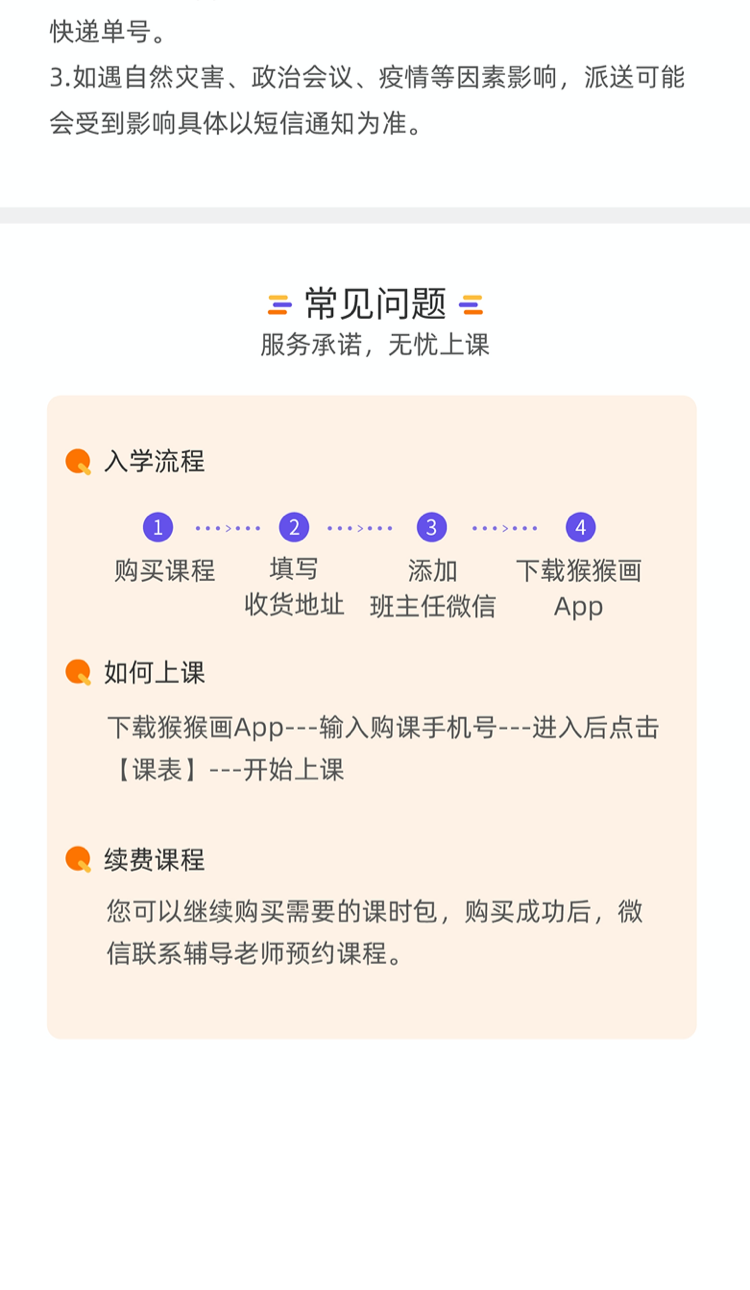 快递单号。
3.如遇自然灾害、政治会议、疫情等因素影响，派送可能
会受到影响具体以短信通知为准。
常见问题
服务承诺，无忧上课
入学流程
1 2 3 4
购买课程 填写 添加 下载猴猴画
收货地址 班主任微信 App
如何上课
下载猴猴画App---输入购课手机号---进入后点击
【课表】---开始上课
续费课程
您可以继续购买需要的课时包，购买成功后，微
信联系辅导老师预约课程。